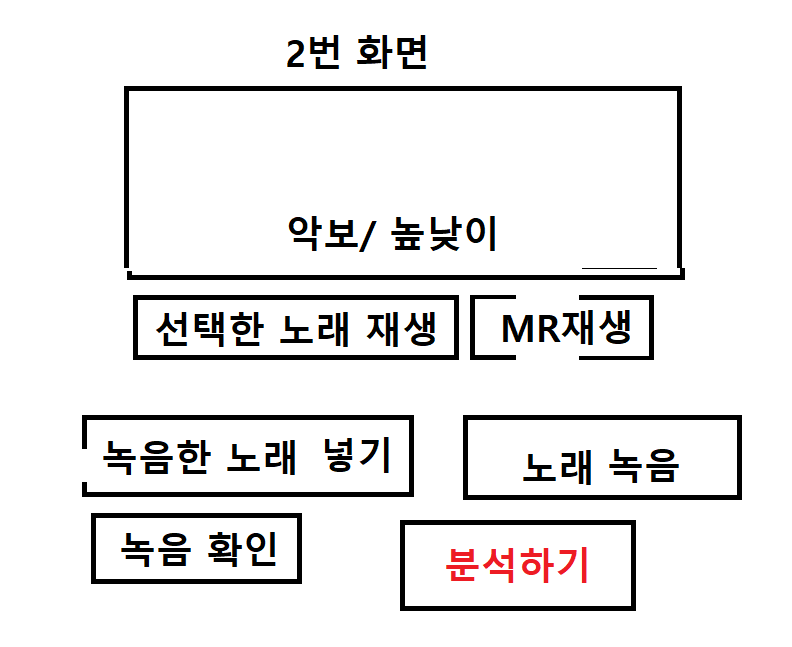 2번 화면
악보/ 높낮이
선택한 노래 재생
MR재생
녹음한 노래 넣기
노래 녹음
녹음 확인
분석하기